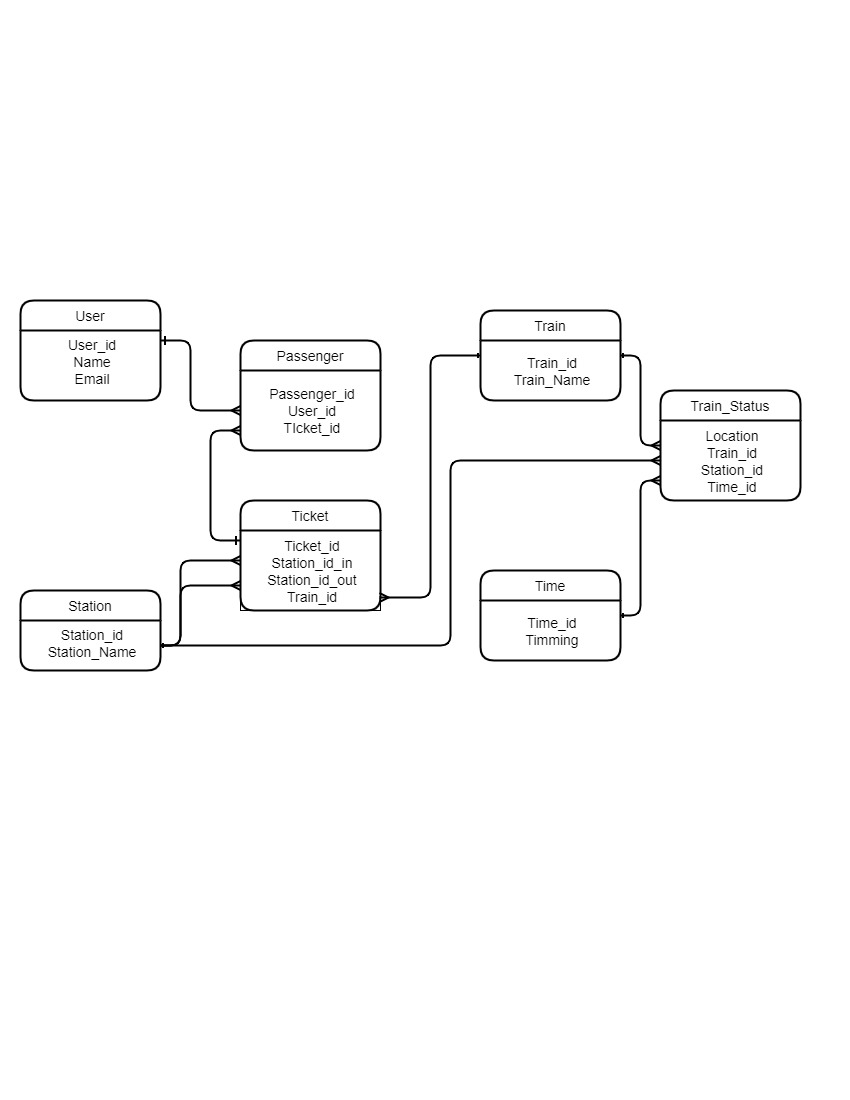 User
User_id
Name
Email
Passenger
Passenger_id
User_id
TIcket_id
Ticket
Ticket_id
Station_id_in
Station_id_out
Train_id
Station
Station_id
Station_Name
Train
Train_id
Train_Name
Train_Status
Location
Train_id
Station_id
Time_id
Time
Time_id
Timming